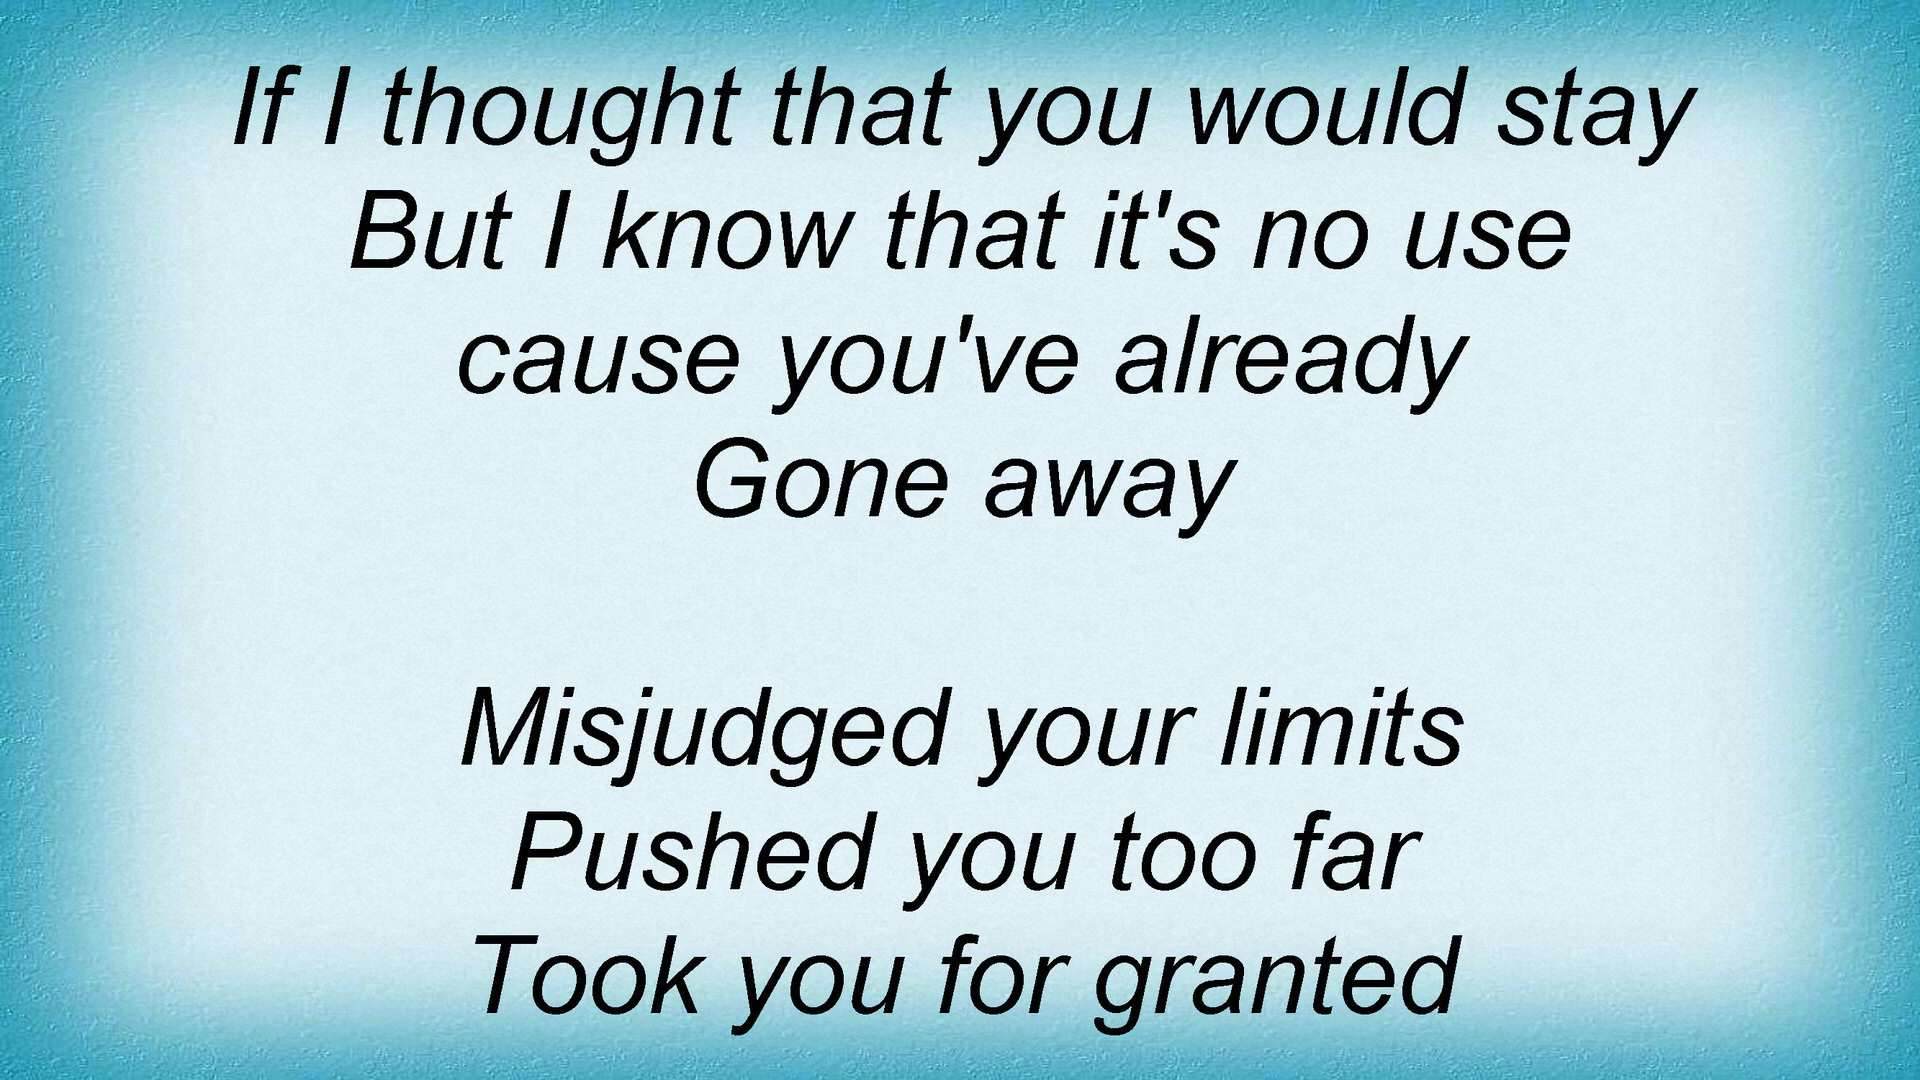 If I thought that you would stay
But I know that it's no use
cause you've already
Gone away
Misjudged your limits
Pushed you too far
Took you for granted